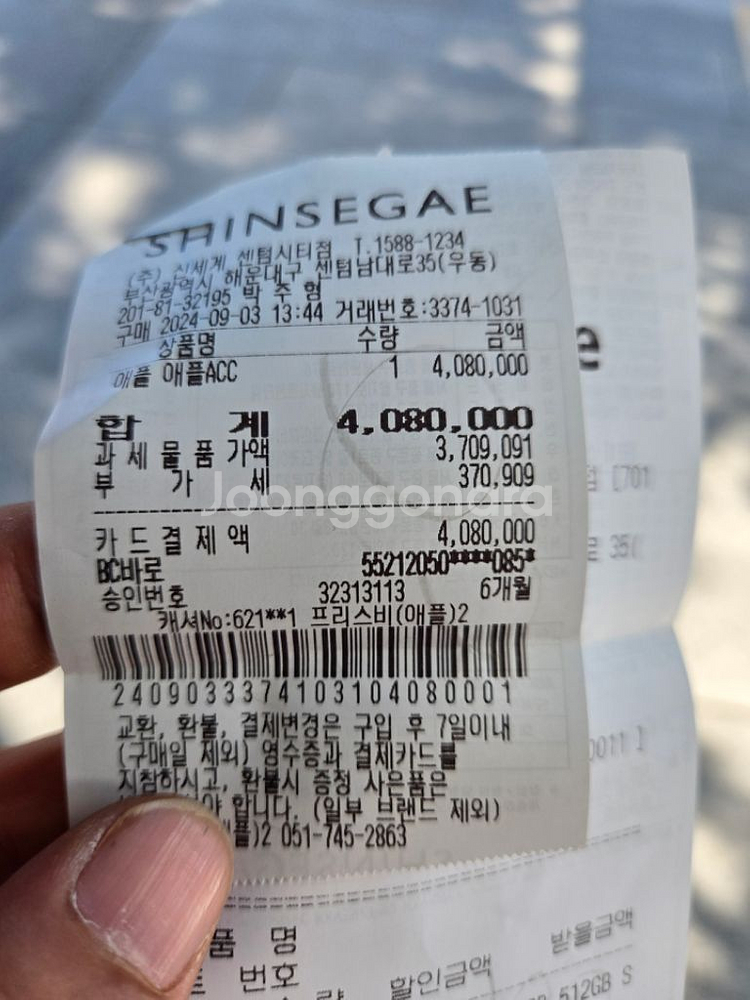 SHINSEGAE
(주) 신세계 센텀시티점 T.1588-1234
부산광역시 해운대구 센텀남대로35(우동)
201-81-32195 박 주 형
구매 2024-09-03 13:44 거래번호:3374-1031
상품명 수량 금액
애플 애플ACC 1 4,080,000
합 계 4,080,000
과 세 물 품 가액 3,709,091
부 가 세 370,909
Joonggonara
카 드 결 제 액 4,080,000
BC바로 55212050****085*
승인번호 32313113 6개월
캐셔No:621**1 프리스비(애플)2
2409033374103104080001
교환, 환불, 결제변경은 구입 후 7일이내
(구매일 제외) 영수증과 결제카드를
지참하시고, 환불시 증정 사은품은
합니다. (일부 브랜드 제외)
플)2 051-745-2863
e
점 [701
로 35(
0011
품 명 받을금액
번호 할인금액
512GB S